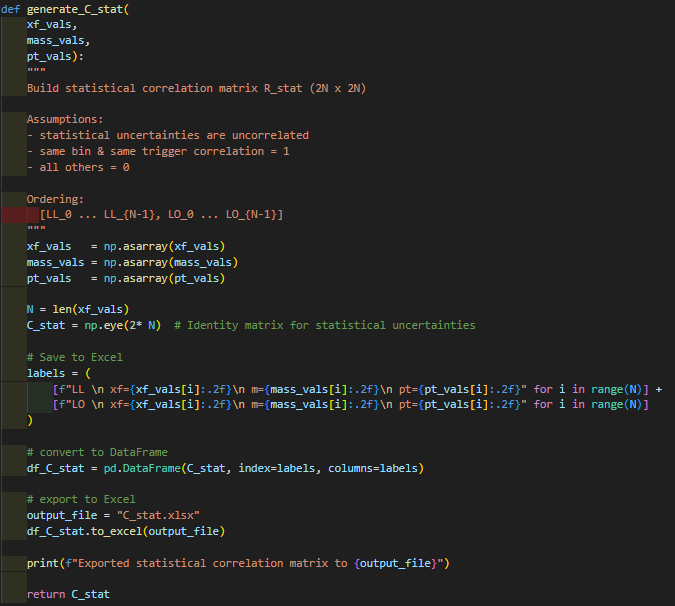 def generate_C_stat(
    xf_vals,
    mass_vals,
    pt_vals):
    """
    Build statistical correlation matrix R_stat (2N x 2N)

    Assumptions:
    - statistical uncertainties are uncorrelated
    - same bin & same trigger correlation = 1
    - all others = 0

    Ordering:
      [LL_0 ... LL_{N-1}, LO_0 ... LO_{N-1}]
    """
    xf_vals   = np.asarray(xf_vals)
    mass_vals = np.asarray(mass_vals)
    pt_vals   = np.asarray(pt_vals)

    N = len(xf_vals)
    C_stat = np.eye(2* N)  # Identity matrix for statistical uncertainties

    # Save to Excel
    labels = (
        [f"LL \n xf={xf_vals[i]:.2f}\n m={mass_vals[i]:.2f}\n pt={pt_vals[i]:.2f}" for i in range(N)] +
        [f"LO \n xf={xf_vals[i]:.2f}\n m={mass_vals[i]:.2f}\n pt={pt_vals[i]:.2f}" for i in range(N)]
    )

    # convert to DataFrame
    df_C_stat = pd.DataFrame(C_stat, index=labels, columns=labels)

    # export to Excel
    output_file = "C_stat.xlsx"
    df_C_stat.to_excel(output_file)

    print(f"Exported statistical correlation matrix to {output_file}")

    return C_stat